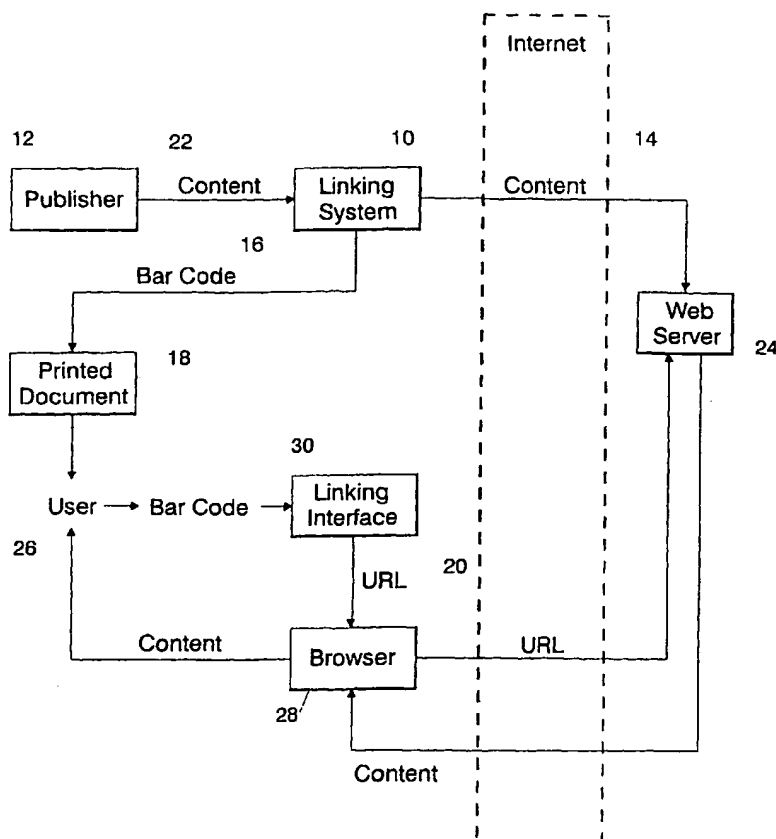 Internet
12
22
10
14
Publisher
Content
Linking
System
Content
16
Bar Code
Web
Server
24
18
Printed
Document
30
User
Bar Code
Linking
Interface
26
20
URL
Content
Browser
URL
28
Content